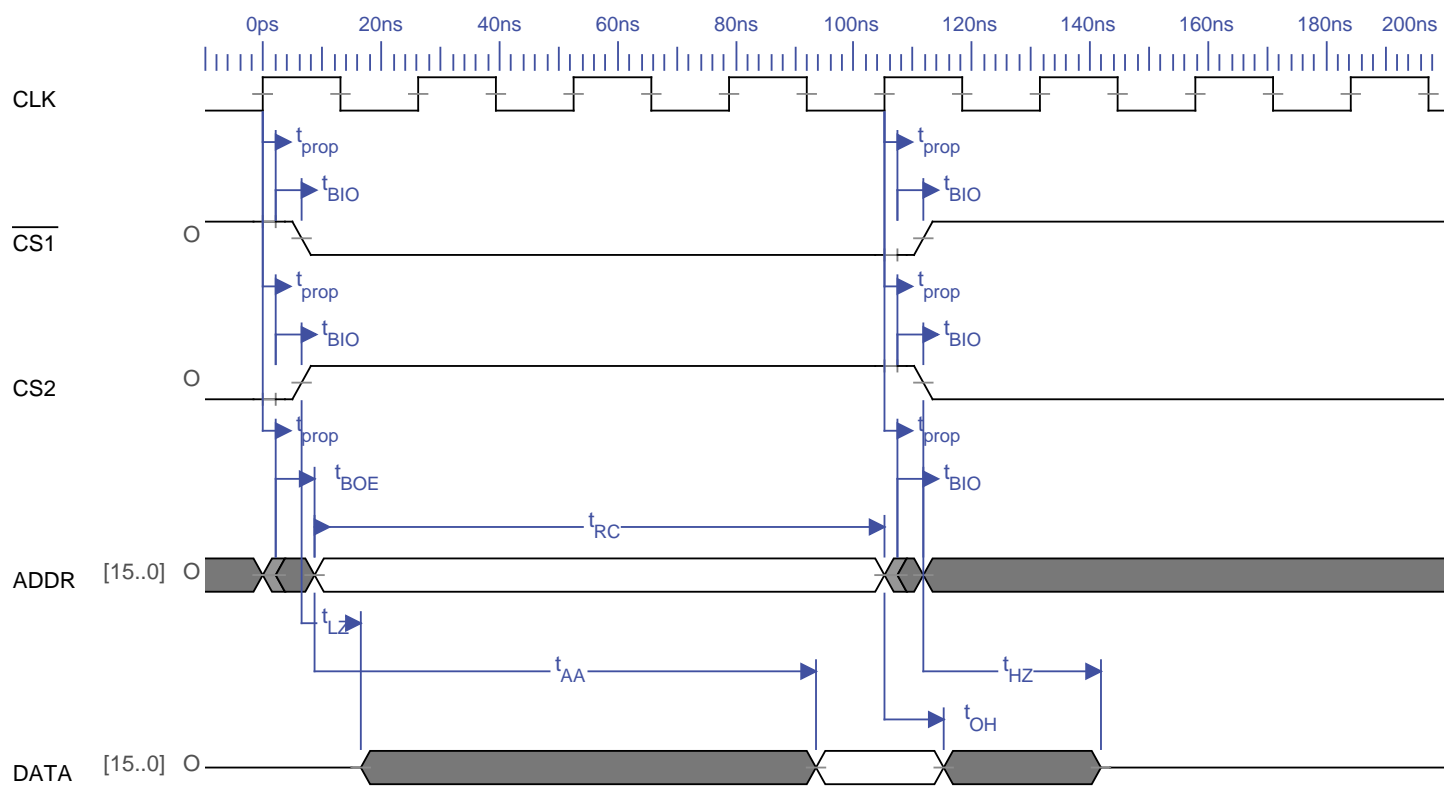 0ps 20ns 40ns 60ns 80ns 100ns 120ns 140ns 160ns 180ns 200ns
CLK
tprop tprop
tBIO tBIO
CS1 O
tprop tprop
tBIO tBIO
CS2 O
tprop tprop
tBOE tBIO
tRC
ADDR [15..0] O
tLZ
tAA tHZ
tOH
DATA [15..0] O